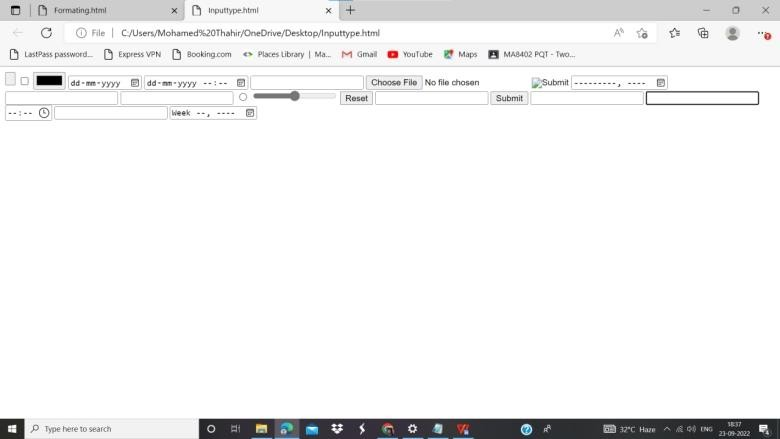 Formating.html
Inputtype.html
File
C:/Users/Mohamed%20Thahir/OneDrive/Desktop/Inputtype.html
LastPass password... Express VPN Booking.com Places Library | Ma... Gmail YouTube Maps MA8402 PQT - Two...
dd-mm-yyyy dd-mm-yyyy --:-- Choose File No file chosen Submit ---------, ----
Reset Submit
--:-- Week --, ----
Type here to search
32°C Haze ENG 18:37
23-09-2022
4